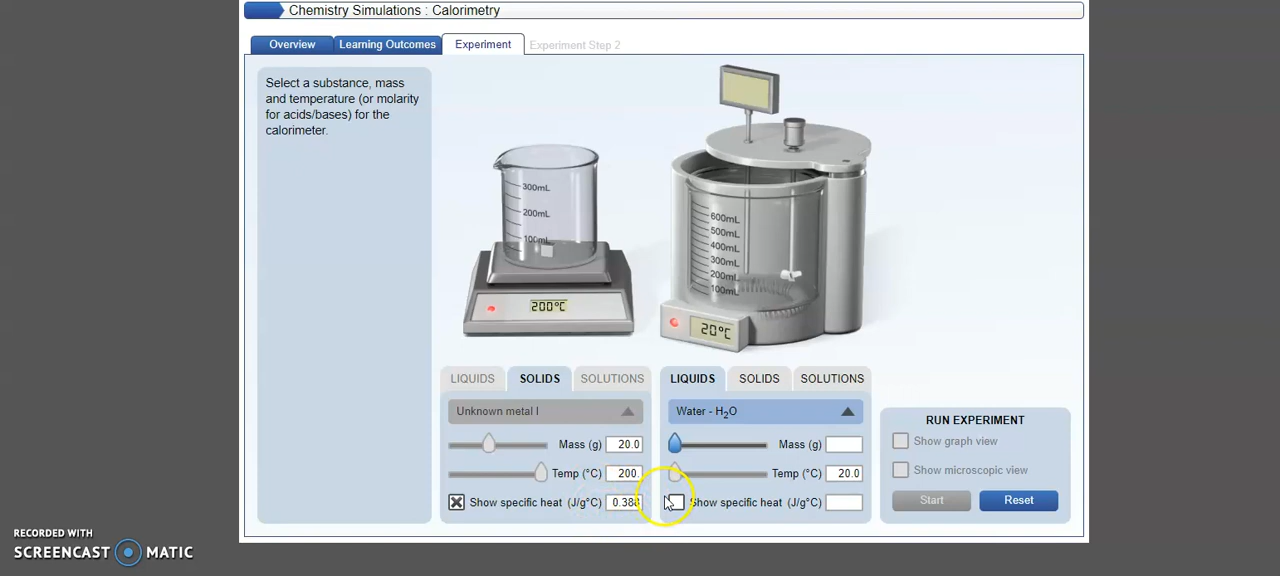 Chemistry Simulations : Calorimetry
Overview
Learning Outcomes
Experiment
Experiment Step 2
Select a substance, mass
and temperature (or molarity
for acids/bases) for the
calorimeter.
300mL
200mL
100mL
200°C
600mL
500mL
400mL
300mL
200mL
100mL
20°C
LIQUIDS SOLIDS SOLUTIONS
Unknown metal I
Mass (g) 20.0
Temp (°C) 200.
Show specific heat (J/g°C)
LIQUIDS SOLIDS SOLUTIONS
Water - H₂O
Mass (g)
Temp (°C) 20.0
Show specific heat (J/g°C)
RUN EXPERIMENT
Show graph view
Show microscopic view
Start Reset
RECORDED WITH
SCREENCAST MATIC